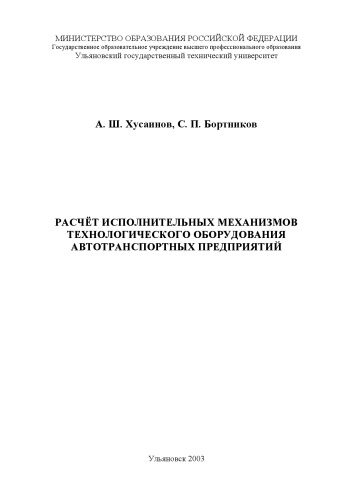 МИНИСТЕРСТВО ОБРАЗОВАНИЯ РОССИЙСКОЙ ФЕДЕРАЦИИ
Государственное образовательное учреждение высшего профессионального образования
Ульяновский государственный технический университет
А. Ш. Хусаинов, С. П. Бортников
РАСЧЁТ ИСПОЛНИТЕЛЬНЫХ МЕХАНИЗМОВ
ТЕХНОЛОГИЧЕСКОГО ОБОРУДОВАНИЯ
АВТОТРАНСПОРТНЫХ ПРЕДПРИЯТИЙ
Ульяновск 2003